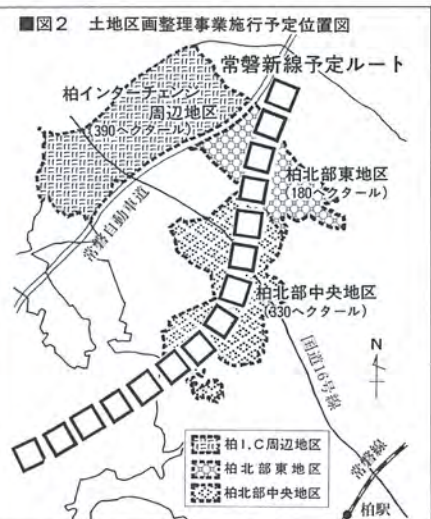 ■図2 土地区画整理事業施行予定位置図
常磐新線予定ルート
柏インターチェンジ
周辺地区
(390ヘクタール)
柏北部東地区
(180ヘクタール)
常磐自動車道
柏北部中央地区
(330ヘクタール)
国道16号線
N
柏I.C周辺地区
柏北部東地区
柏北部中央地区
常磐線
柏駅